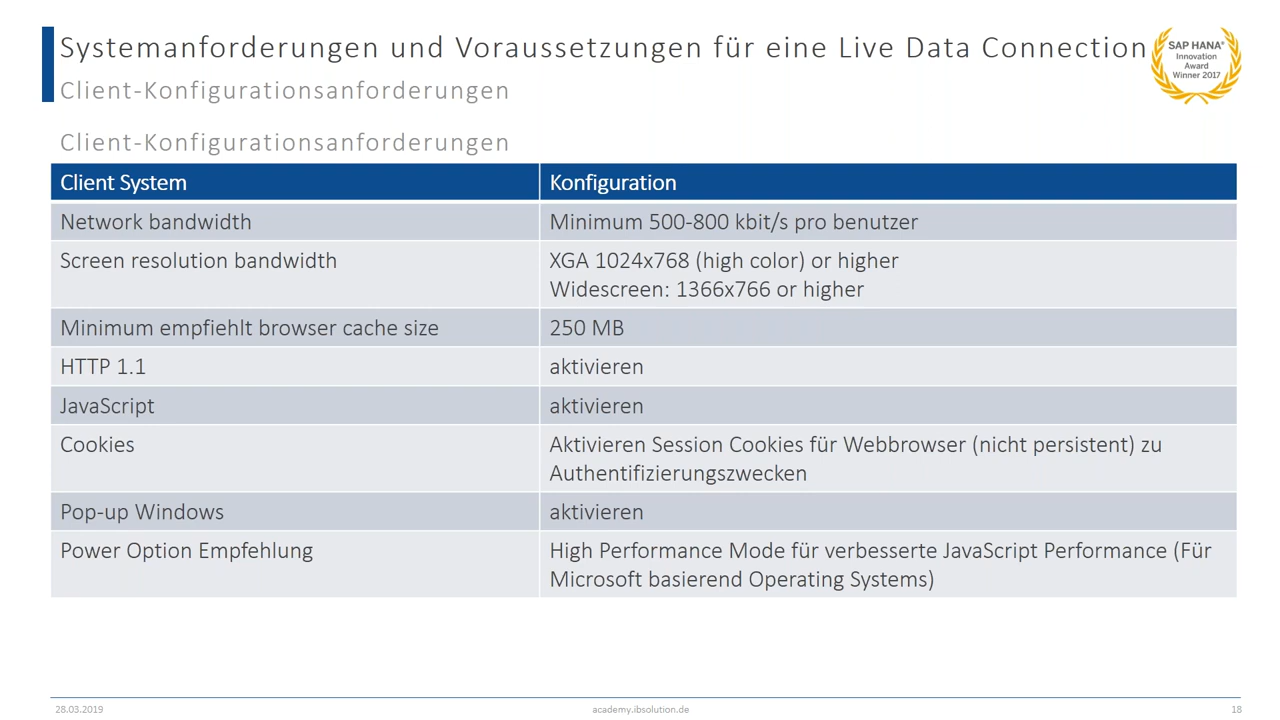 Systemanforderungen und Voraussetzungen für eine Live Data Connection
Client-Konfigurationsanforderungen
SAP HANA®
Innovation
Award
Winner 2017
Client-Konfigurationsanforderungen
Client System
Konfiguration
Network bandwidth
Minimum 500-800 kbit/s pro benutzer
Screen resolution bandwidth
XGA 1024x768 (high color) or higher
Widescreen: 1366x766 or higher
Minimum empfiehlt browser cache size
250 MB
HTTP 1.1
aktivieren
JavaScript
aktivieren
Cookies
Aktivieren Session Cookies für Webbrowser (nicht persistent) zu
Authentifizierungszwecken
Pop-up Windows
aktivieren
Power Option Empfehlung
High Performance Mode für verbesserte JavaScript Performance (Für
Microsoft basierend Operating Systems)
28.03.2019
academy.ibsolution.de
18